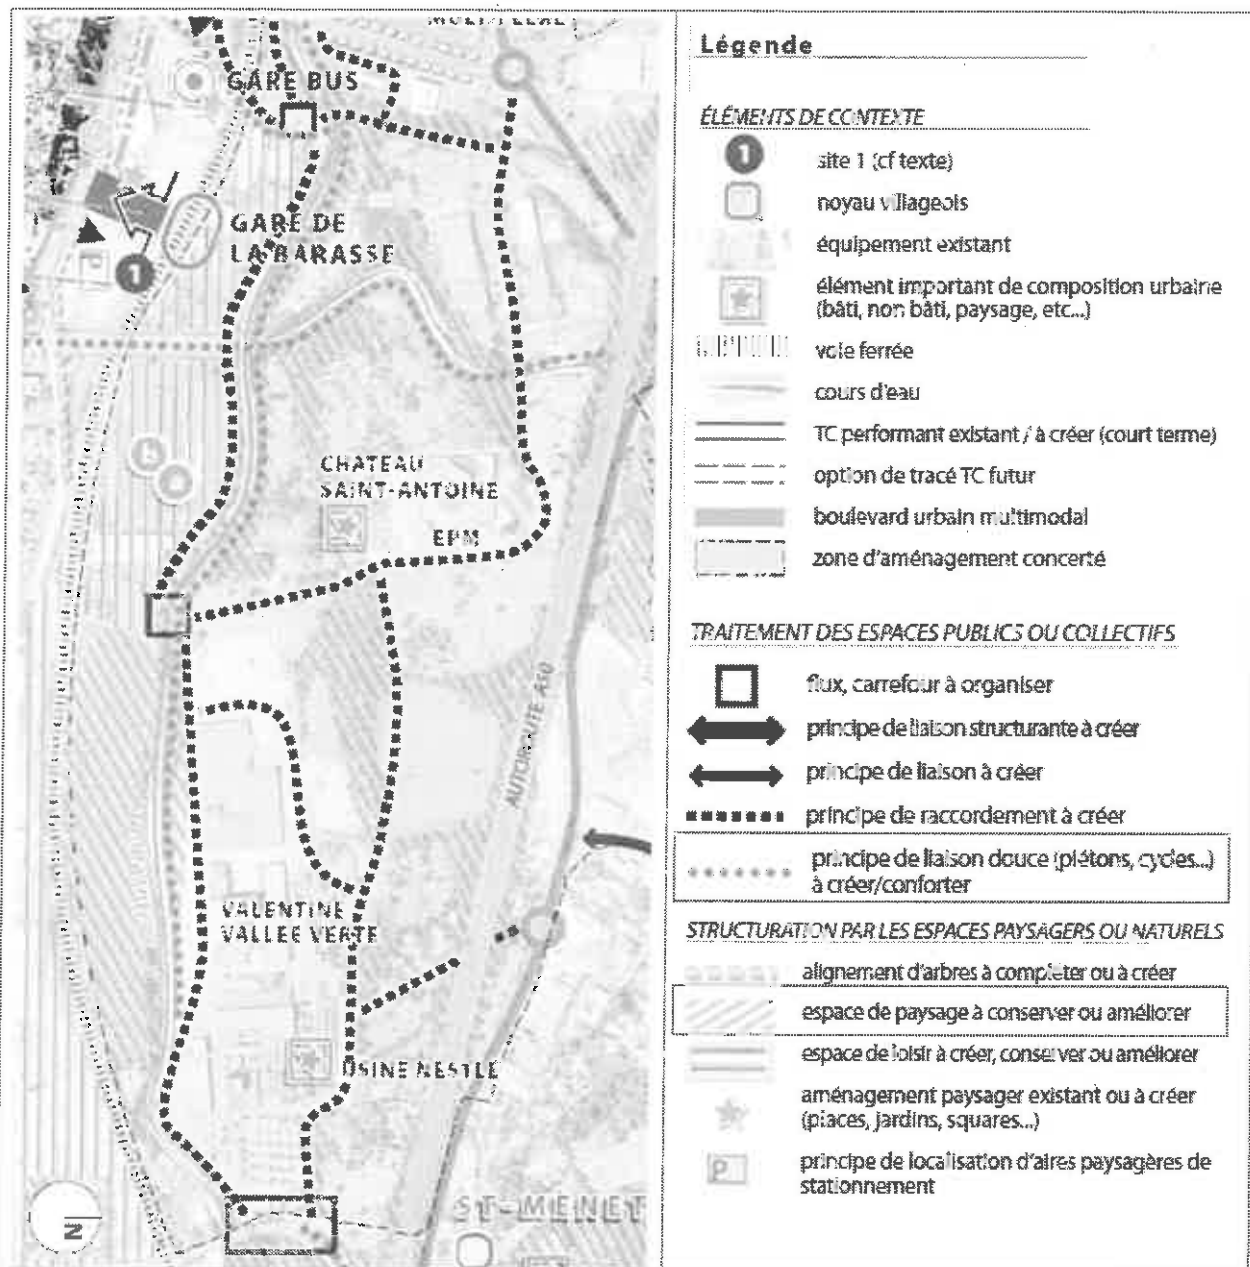 GARE BUS
GARE DE
LA BARASSE
1
P
CHATEAU
SAINT-ANTOINE
EPM
AUTOROUTE A50
VALENTINE
VALLEE VERTE
USINE NESTLE
ST-MENET
N
Légende
ÉLÉMENTS DE CONTEXTE
1 site 1 (cf texte)
noyau villageois
équipement existant
élément important de composition urbaine
(bâti, non bâti, paysage, etc...)
voie ferrée
cours d'eau
TC performant existant / à créer (court terme)
option de tracé TC futur
boulevard urbain multimodal
zone d'aménagement concerté
TRAITEMENT DES ESPACES PUBLICS OU COLLECTIFS
flux, carrefour à organiser
principe de liaison structurante à créer
principe de liaison à créer
principe de raccordement à créer
principe de liaison douce (piétons, cycles...)
à créer/conforter
STRUCTURATION PAR LES ESPACES PAYSAGERS OU NATURELS
alignement d'arbres à compléter ou à créer
espace de paysage à conserver ou améliorer
espace de loisir à créer, conserver ou améliorer
aménagement paysager existant ou à créer
(places, jardins, squares...)
P principe de localisation d'aires paysagères de
stationnement